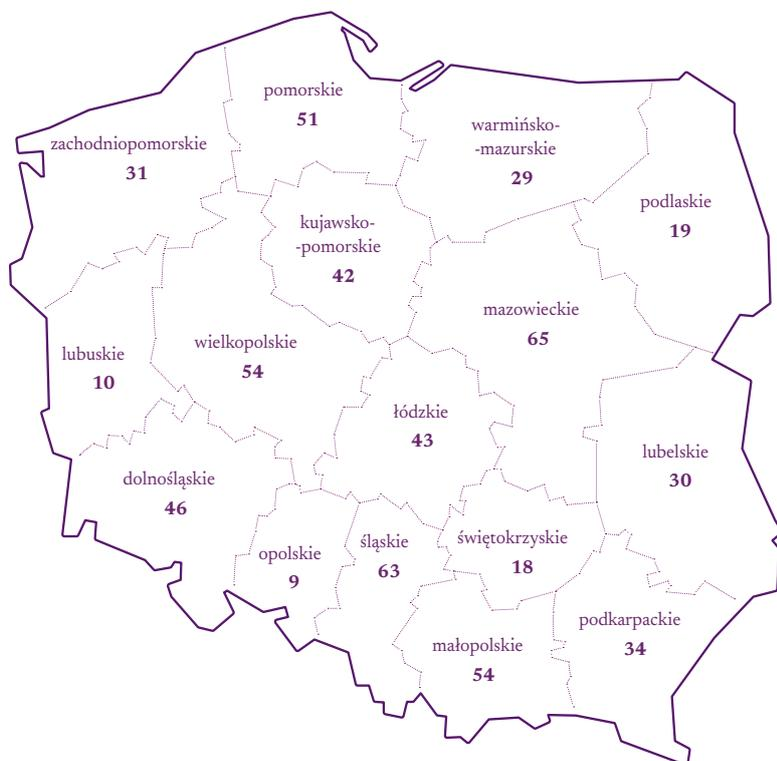 pomorskie
51
zachodniopomorskie
31
warmińsko-
-mazurskie
29
podlaskie
19
kujawsko-
-pomorskie
42
mazowieckie
65
wielkopolskie
54
lubuskie
10
łódzkie
43
lubelskie
30
dolnośląskie
46
opolskie
9
śląskie
63
świętokrzyskie
18
podkarpackie
34
małopolskie
54